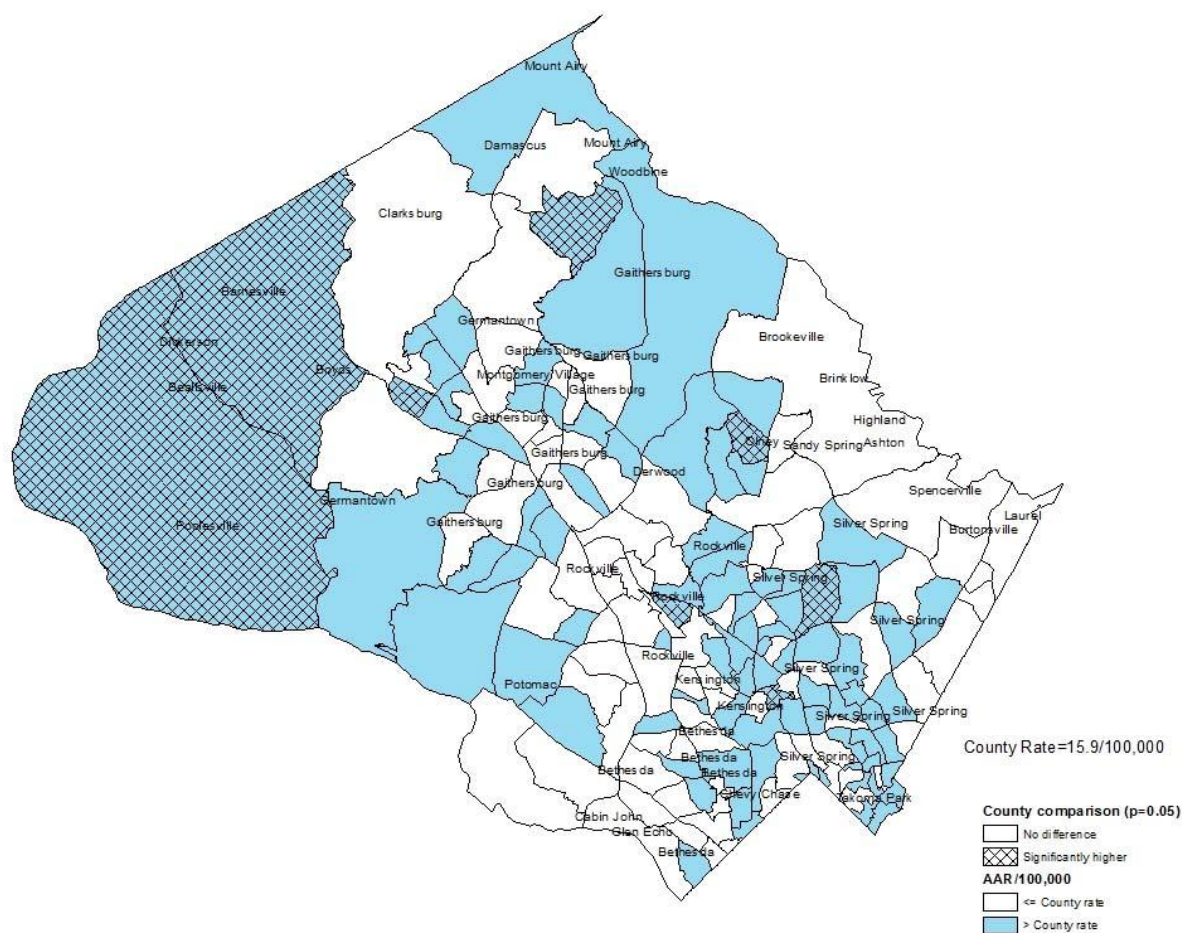 Mount Airy
Damascus
Mount Airy
Woodbine
Clarksburg
Gaithersburg
Barnesville
Germantown
Brookeville
Dickerson
Gaithersburg
Gaithersburg
Boyds
Montgomery Village
Brinklow
Beallsville
Gaithersburg
Gaithersburg
Highland
Olney
Sandy Spring
Ashton
Gaithersburg
Derwood
Gaithersburg
Spencerville
Germantown
Laurel
Poolesville
Gaithersburg
Silver Spring
Burtonsville
Rockville
Rockville
Silver Spring
Rockville
Silver Spring
Rockville
Silver Spring
Kensington
Potomac
Kensington
Silver Spring
Silver Spring
Bethesda
County Rate=15.9/100,000
Bethesda
Silver Spring
Bethesda
Bethesda
Chevy Chase
Takoma Park
Cabin John
Glen Echo
Bethesda
County comparison (p=0.05)
No difference
Significantly higher
AAR/100,000
<= County rate
> County rate